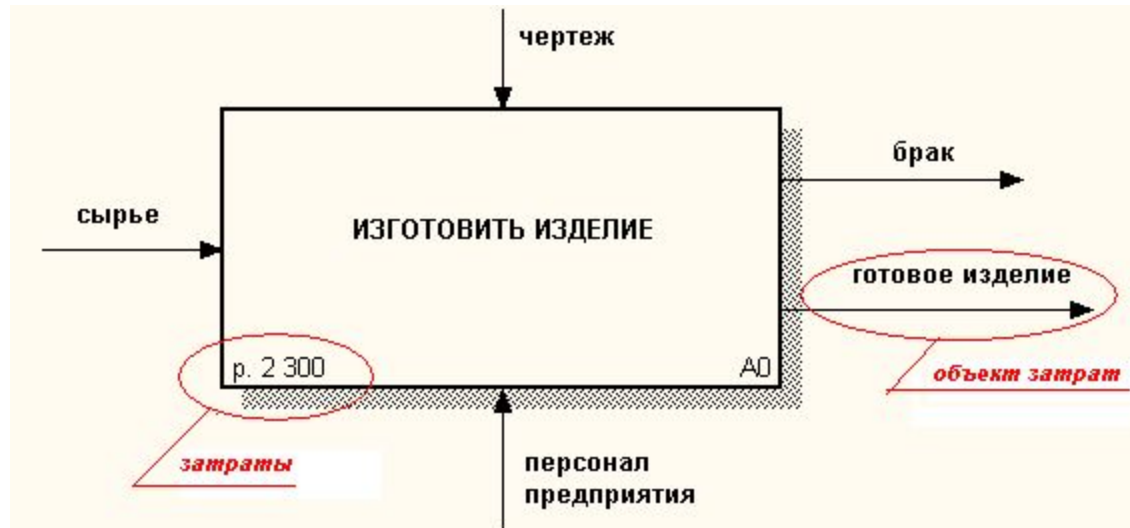 чертеж
брак
сырье
ИЗГОТОВИТЬ ИЗДЕЛИЕ
готовое изделие
р. 2 300
A0
объект затрат
затраты
персонал
предприятия